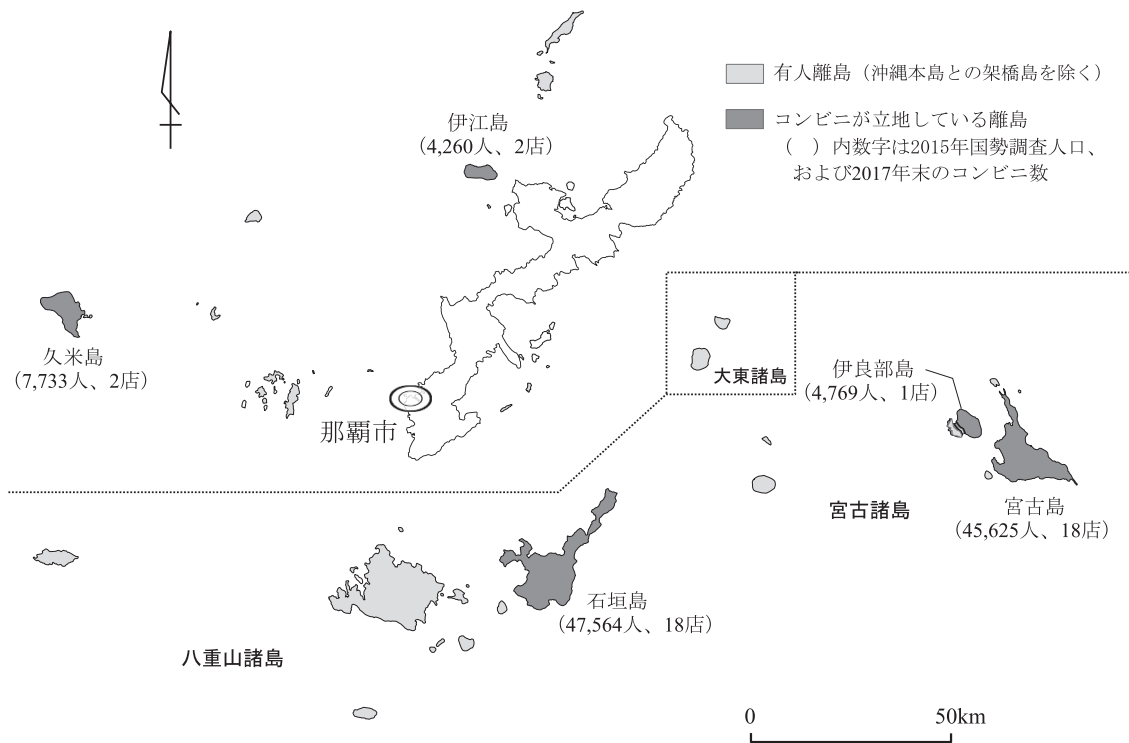 有人離島（沖縄本島との架橋島を除く）
コンビニが立地している離島
（　）内数字は2015年国勢調査人口、
および2017年末のコンビニ数
伊江島
(4,260人、2店)
久米島
(7,733人、2店)
那覇市
大東諸島
伊良部島
(4,769人、1店)
宮古諸島
宮古島
(45,625人、18店)
石垣島
(47,564人、18店)
八重山諸島
0 50km